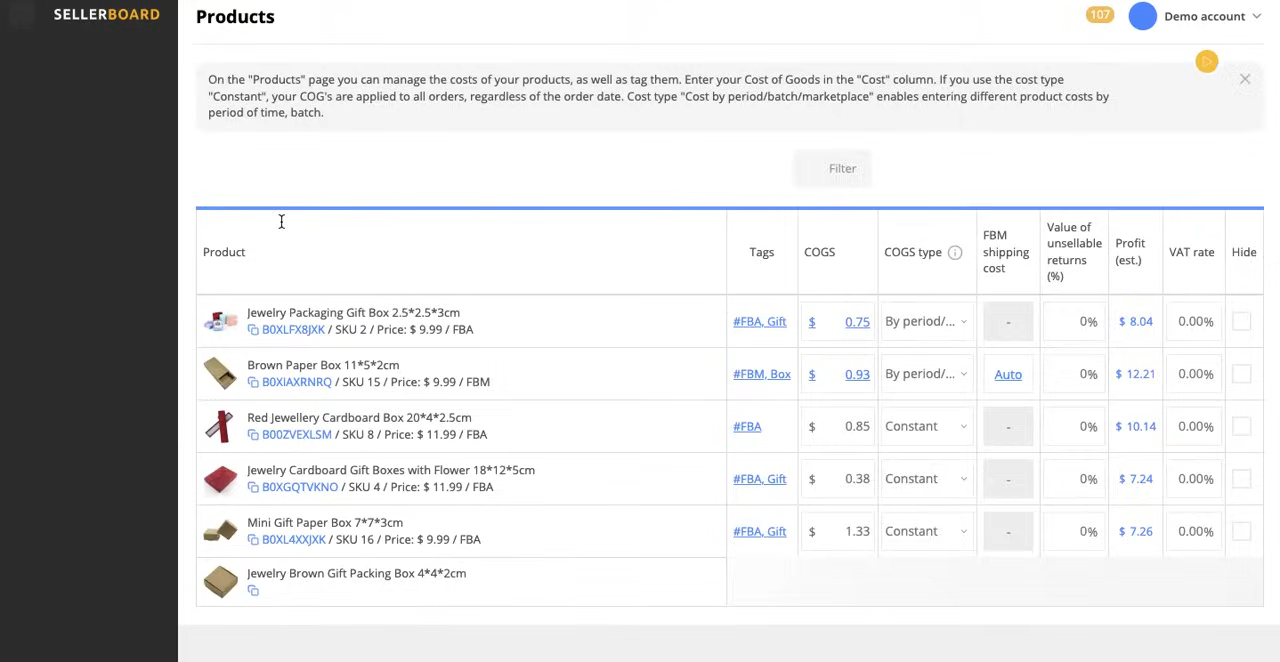 SELLERBOARD
Products
107
Demo account
On the "Products" page you can manage the costs of your products, as well as tag them. Enter your Cost of Goods in the "Cost" column. If you use the cost type
"Constant", your COG's are applied to all orders, regardless of the order date. Cost type "Cost by period/batch/marketplace" enables entering different product costs by
period of time, batch.
Filter
Product
Tags
COGS
COGS type
FBM
shipping
cost
Value of
unsellable
returns
(%)
Profit
(est.)
VAT rate
Hide
Jewelry Packaging Gift Box 2.5*2.5*3cm
B0XLFX8JXK / SKU 2 / Price: $ 9.99 / FBA
#FBA, Gift $ 0.75 By period/... - 0% $ 8.04 0.00%
Brown Paper Box 11*5*2cm
B0XIAXRNRQ / SKU 15 / Price: $ 9.99 / FBM
#FBM, Box $ 0.93 By period/... Auto 0% $ 12.21 0.00%
Red Jewellery Cardboard Box 20*4*2.5cm
B00ZVEXLSM / SKU 8 / Price: $ 11.99 / FBA
#FBA $ 0.85 Constant - 0% $ 10.14 0.00%
Jewelry Cardboard Gift Boxes with Flower 18*12*5cm
B0XGQTVKNO / SKU 4 / Price: $ 11.99 / FBA
#FBA, Gift $ 0.38 Constant - 0% $ 7.24 0.00%
Mini Gift Paper Box 7*7*3cm
B0XL4XXJXK / SKU 16 / Price: $ 9.99 / FBA
#FBA, Gift $ 1.33 Constant - 0% $ 7.26 0.00%
Jewelry Brown Gift Packing Box 4*4*2cm